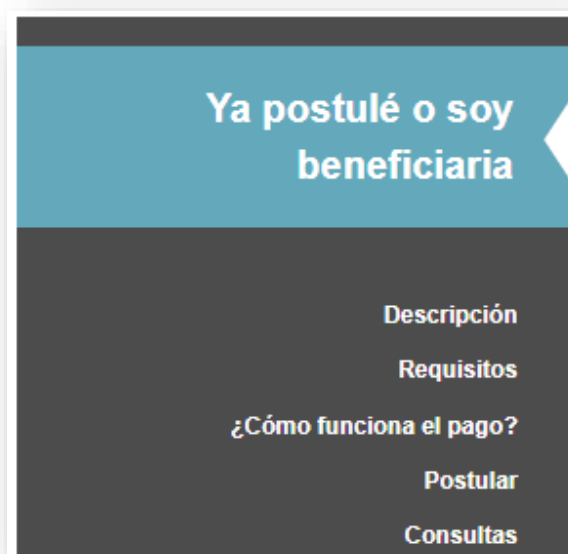 Ya postulé o soy
beneficiaria
Descripción
Requisitos
¿Cómo funciona el pago?
Postular
Consultas